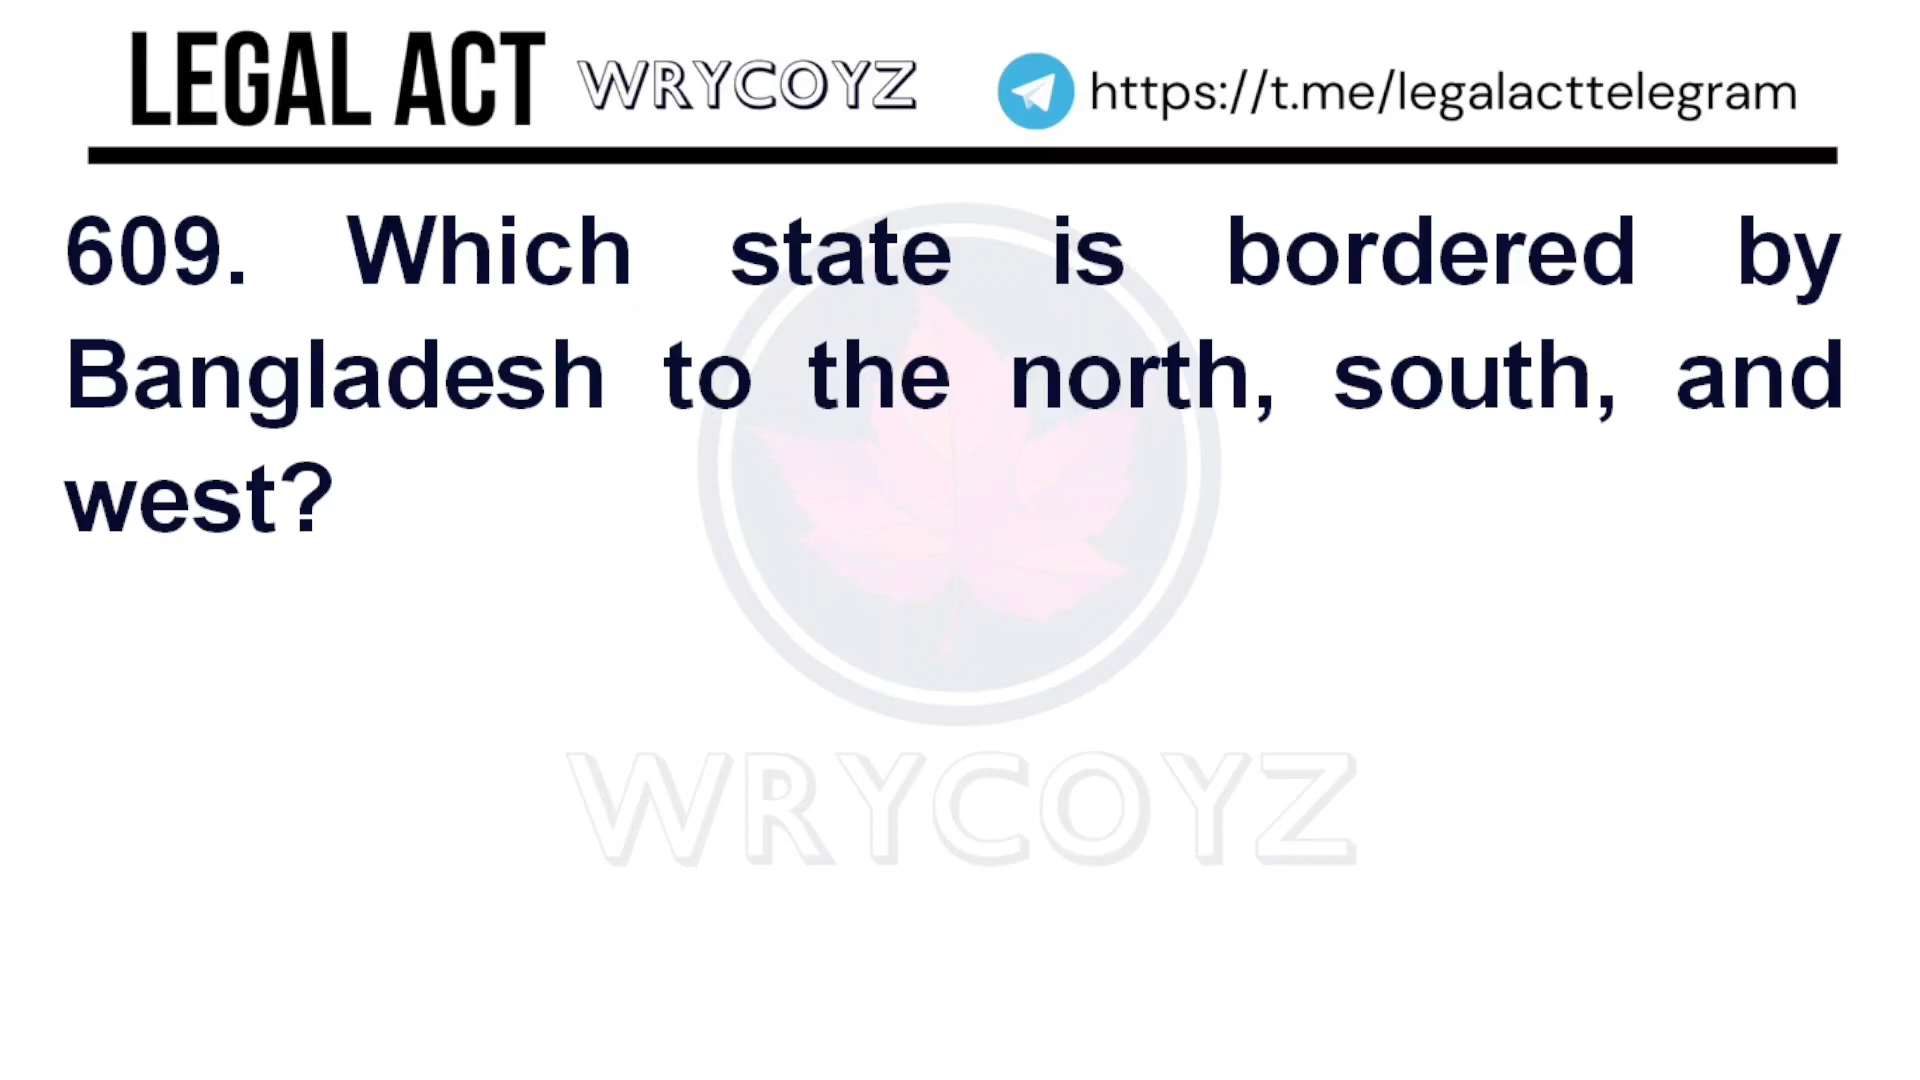 LEGAL ACT WRYCOYZ https://t.me/legalacttelegram
609. Which state is bordered by
Bangladesh to the north, south, and
west?
WRYCOYZ